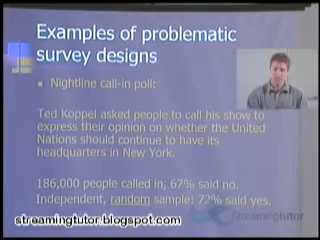 Examples of problematic
survey designs
Nightline call-in poll:
Ted Koppel asked people to call his show to
express their opinion on whether the United
Nations should continue to have its
headquarters in New York.
186,000 people called in, 67% said no.
Independent, random sample: 72% said yes.
streamingtutor.blogspot.com
Streamingtutor